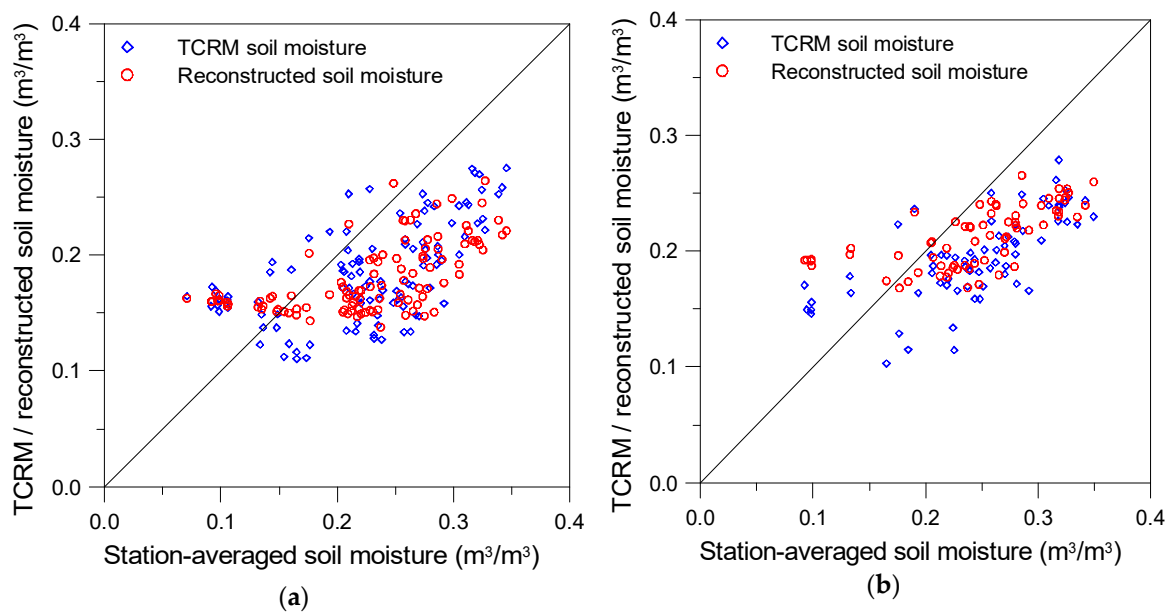 0.4
TCRM soil moisture
Reconstructed soil moisture
0.3
0.2
0.1
0.0
TCRM / reconstructed soil moisture (m³/m³)
0.0 0.1 0.2 0.3 0.4
Station-averaged soil moisture (m³/m³)
(a)
0.4
TCRM soil moisture
Reconstructed soil moisture
0.3
0.2
0.1
0.0
TCRM / reconstructed soil moisture (m³/m³)
0.0 0.1 0.2 0.3 0.4
Station-averaged soil moisture (m³/m³)
(b)